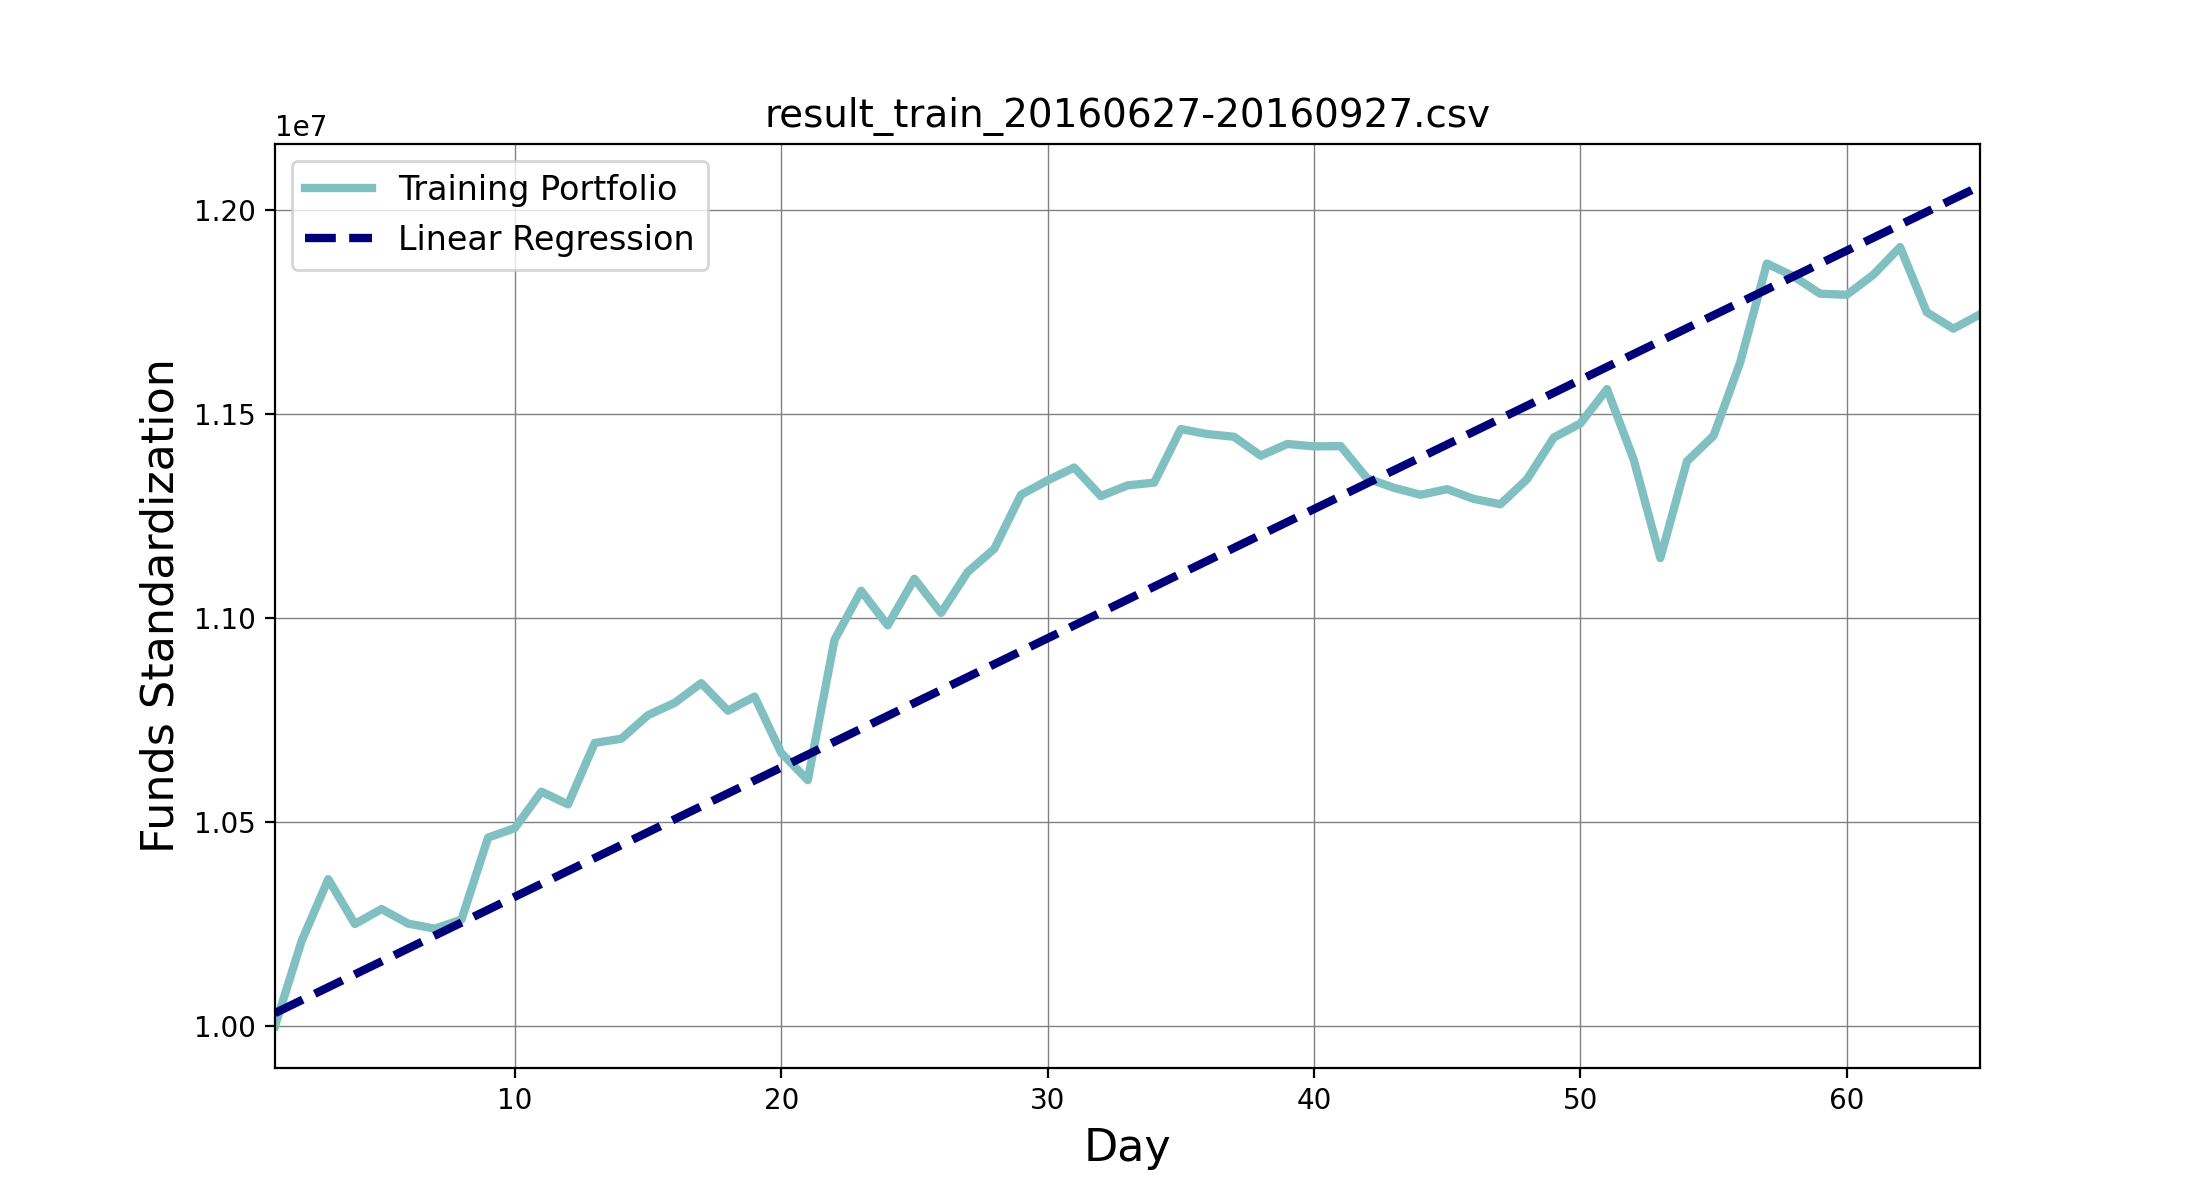 result_train_20160627-20160927.csv
1e7
Training Portfolio
Linear Regression
1.20
1.15
1.10
1.05
1.00
Funds Standardization
10 20 30 40 50 60
Day